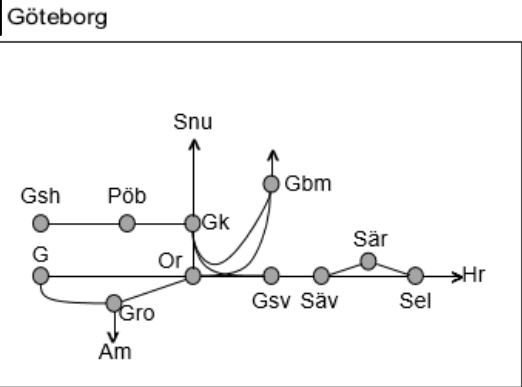 Göteborg
Snu
Gbm
Gsh
Pöb
Gk
Sär
G
Or
Hr
Gsv
Säv
Sel
Gro
Am